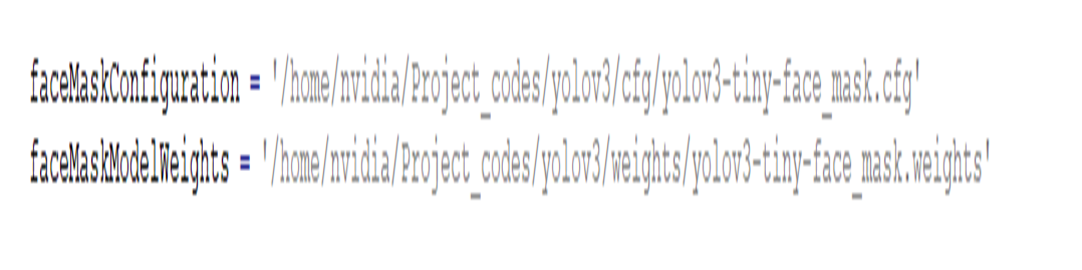 faceMaskConfiguration = '/home/nvidia/Project_codes/yolov3/cfg/yolov3-tiny-face_mask.cfg'
faceMaskModelWeights = '/home/nvidia/Project_codes/yolov3/weights/yolov3-tiny-face_mask.weights'